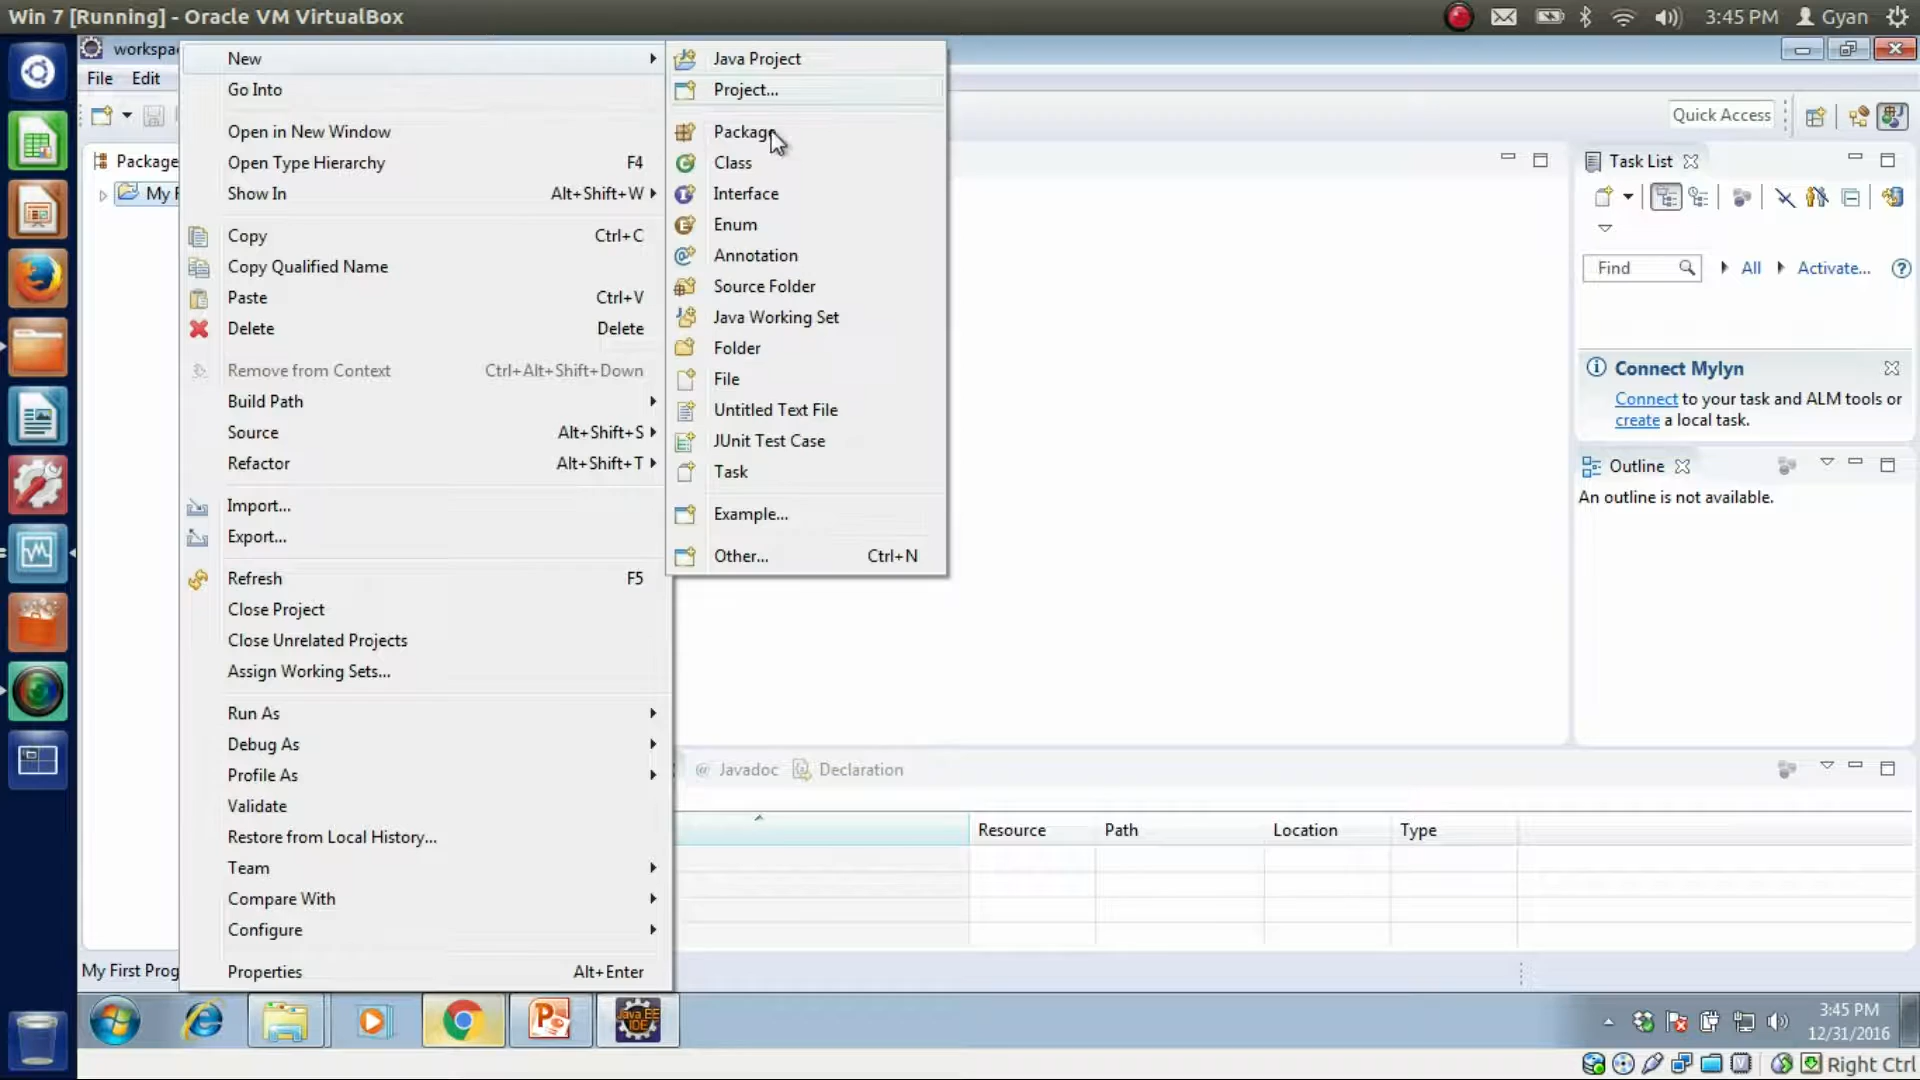 Win 7 [Running] - Oracle VM VirtualBox
3:45 PM
Gyan
File
Edit
Quick Access
Package
My First Prog
New
Go Into
Open in New Window
Open Type Hierarchy F4
Show In Alt+Shift+W
Copy Ctrl+C
Copy Qualified Name
Paste Ctrl+V
Delete Delete
Remove from Context Ctrl+Alt+Shift+Down
Build Path
Source Alt+Shift+S
Refactor Alt+Shift+T
Import...
Export...
Refresh F5
Close Project
Close Unrelated Projects
Assign Working Sets...
Run As
Debug As
Profile As
Validate
Restore from Local History...
Team
Compare With
Configure
Properties Alt+Enter
Java Project
Project...
Package
Class
Interface
Enum
Annotation
Source Folder
Java Working Set
Folder
File
Untitled Text File
JUnit Test Case
Task
Example...
Other... Ctrl+N
Task List
Find
All
Activate...
Connect Mylyn
Connect to your task and ALM tools or
create a local task.
Outline
An outline is not available.
@ Javadoc
Declaration
Resource Path Location Type
Java EE
IDE
3:45 PM
12/31/2016
Right Ctrl